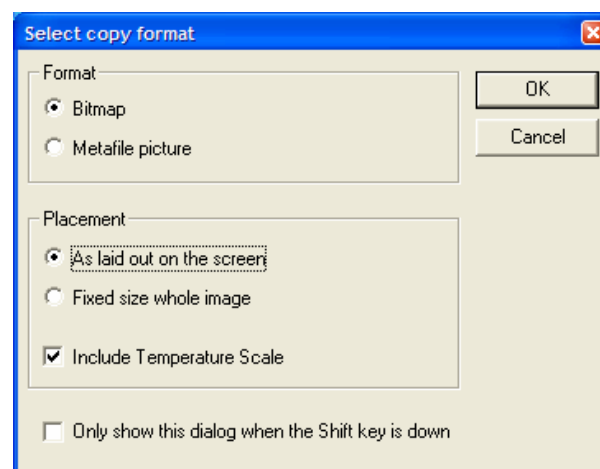 Select copy format
Format
Bitmap
Metafile picture
OK
Cancel
Placement
As laid out on the screen
Fixed size whole image
Include Temperature Scale
Only show this dialog when the Shift key is down